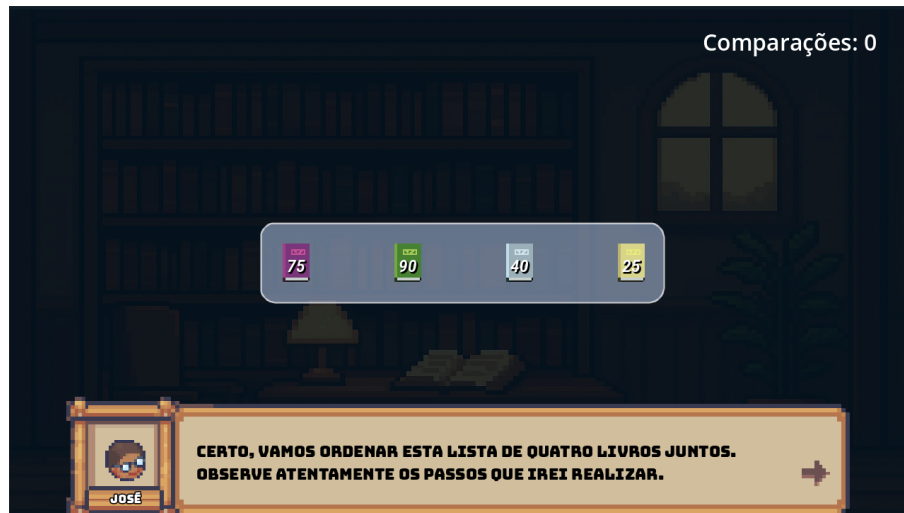 Comparações: 0
75 90 40 25
CERTO, VAMOS ORDENAR ESTA LISTA DE QUATRO LIVROS JUNTOS.
OBSERVE ATENTAMENTE OS PASSOS QUE IREI REALIZAR.
JOSÉ